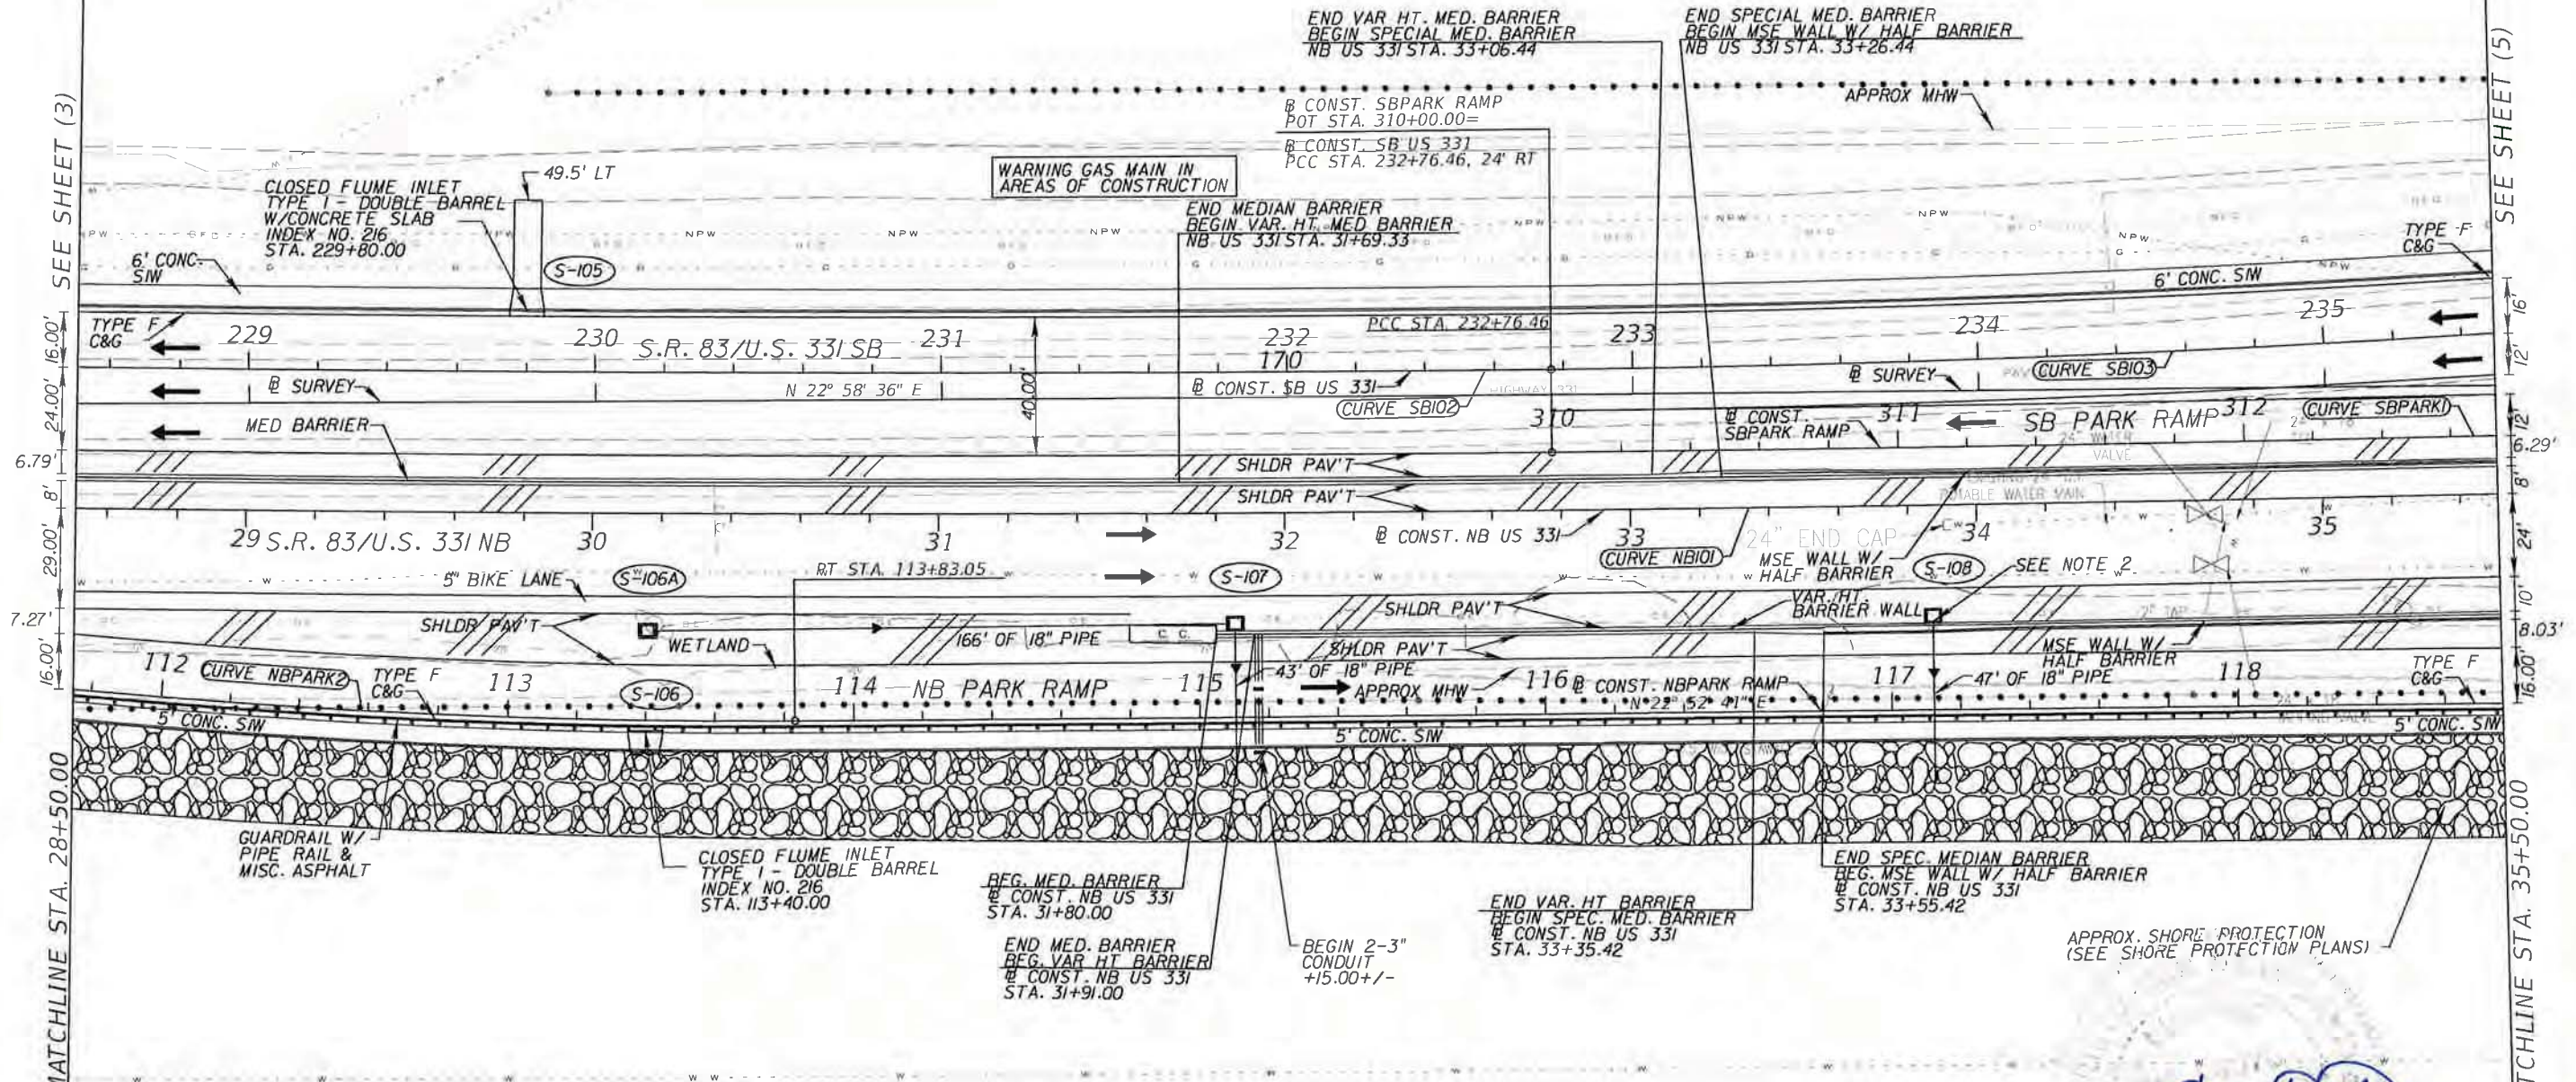 END VAR HT. MED. BARRIER
BEGIN SPECIAL MED. BARRIER
NB US 331 STA. 33+06.44
END SPECIAL MED. BARRIER
BEGIN MSE WALL W/ HALF BARRIER
NB US 331 STA. 33+26.44
SEE SHEET (3)
SEE SHEET (5)
APPROX MHW
℄ CONST. SBPARK RAMP
POT STA. 310+00.00=
℄ CONST. SB US 331
PCC STA. 232+76.46, 24' RT
WARNING GAS MAIN IN
AREAS OF CONSTRUCTION
49.5' LT
CLOSED FLUME INLET
TYPE I - DOUBLE BARREL
W/CONCRETE SLAB
INDEX NO. 216
STA. 229+80.00
END MEDIAN BARRIER
BEGIN VAR. HT. MED BARRIER
NB US 331 STA. 31+69.33
NPW NPW NPW NPW NPW NPW NPW NPW NPW
TYPE F
C&G
6' CONC.
S/W
S-105
6' CONC. S/W
TYPE F
C&G
229 230 231 232 233 234 235
S.R. 83/U.S. 331 SB
170
PCC STA. 232+76.46
16.00'
16'
12'
℄ SURVEY
N 22° 58' 36" E
40.00'
℄ CONST. SB US 331
CURVE SB102
HIGHWAY 331
℄ SURVEY
CURVE SB103
24.00'
MED BARRIER
310
℄ CONST.
SBPARK RAMP
311
SB PARK RAMP
312
CURVE SBPARK1
12'
6.79'
SHLDR PAV'T
24" WATER
VALVE
6.29'
8'
SHLDR PAV'T
POTABLE WATER MAIN
8'
29 S.R. 83/U.S. 331 NB
30 31 32 33 34 35
℄ CONST. NB US 331
CURVE NB101
24" END CAP
MSE WALL W/
HALF BARRIER
24'
29.00'
5' BIKE LANE
S-106A
RT STA. 113+83.05
S-107
S-108
SEE NOTE 2
7.27'
SHLDR PAV'T
WETLAND
166' OF 18" PIPE
C. C.
SHLDR PAV'T
VAR. HT.
BARRIER WALL
10'
8.03'
SHLDR PAV'T
MSE WALL W/
HALF BARRIER
16.00'
112
CURVE NBPARK2
TYPE F
C&G
113
S-106
114
NB PARK RAMP
115
43' OF 18" PIPE
APPROX MHW
116
℄ CONST. NBPARK RAMP
N 22° 52' 41" E
117
47' OF 18" PIPE
118
TYPE F
C&G
16.00'
5' CONC. S/W
5' CONC. S/W
5' CONC. S/W
MATCHLINE STA. 28+50.00
GUARDRAIL W/
PIPE RAIL &
MISC. ASPHALT
CLOSED FLUME INLET
TYPE I - DOUBLE BARREL
INDEX NO. 216
STA. 113+40.00
BEG. MED. BARRIER
℄ CONST. NB US 331
STA. 31+80.00
END MED. BARRIER
BEG. VAR HT BARRIER
℄ CONST. NB US 331
STA. 31+91.00
BEGIN 2-3"
CONDUIT
+15.00+/-
END VAR. HT BARRIER
BEGIN SPEC. MED. BARRIER
℄ CONST. NB US 331
STA. 33+35.42
END SPEC. MEDIAN BARRIER
BEG. MSE WALL W/ HALF BARRIER
℄ CONST. NB US 331
STA. 33+55.42
APPROX. SHORE PROTECTION
(SEE SHORE PROTECTION PLANS)
TCHLINE STA. 35+50.00